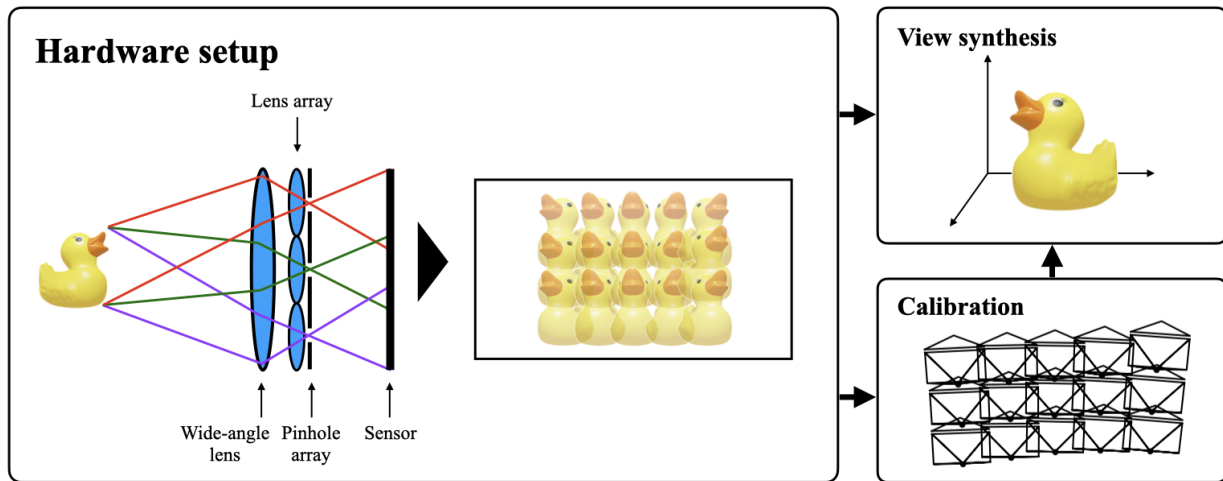 Hardware setup
Lens array
Wide-angle
lens
Pinhole
array
Sensor
View synthesis
Calibration